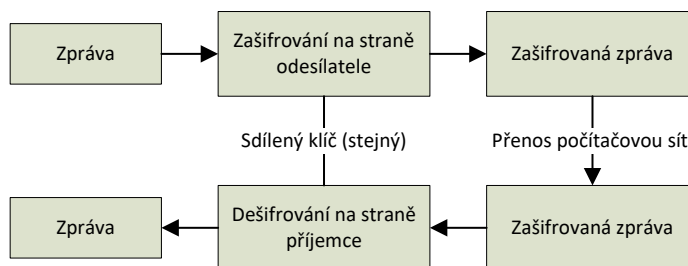 Zpráva
Zašifrování na straně
odesílatele
Zašifrovaná zpráva
Sdílený klíč (stejný)
Přenos počítačovou sít
Zpráva
Dešifrování na straně
příjemce
Zašifrovaná zpráva